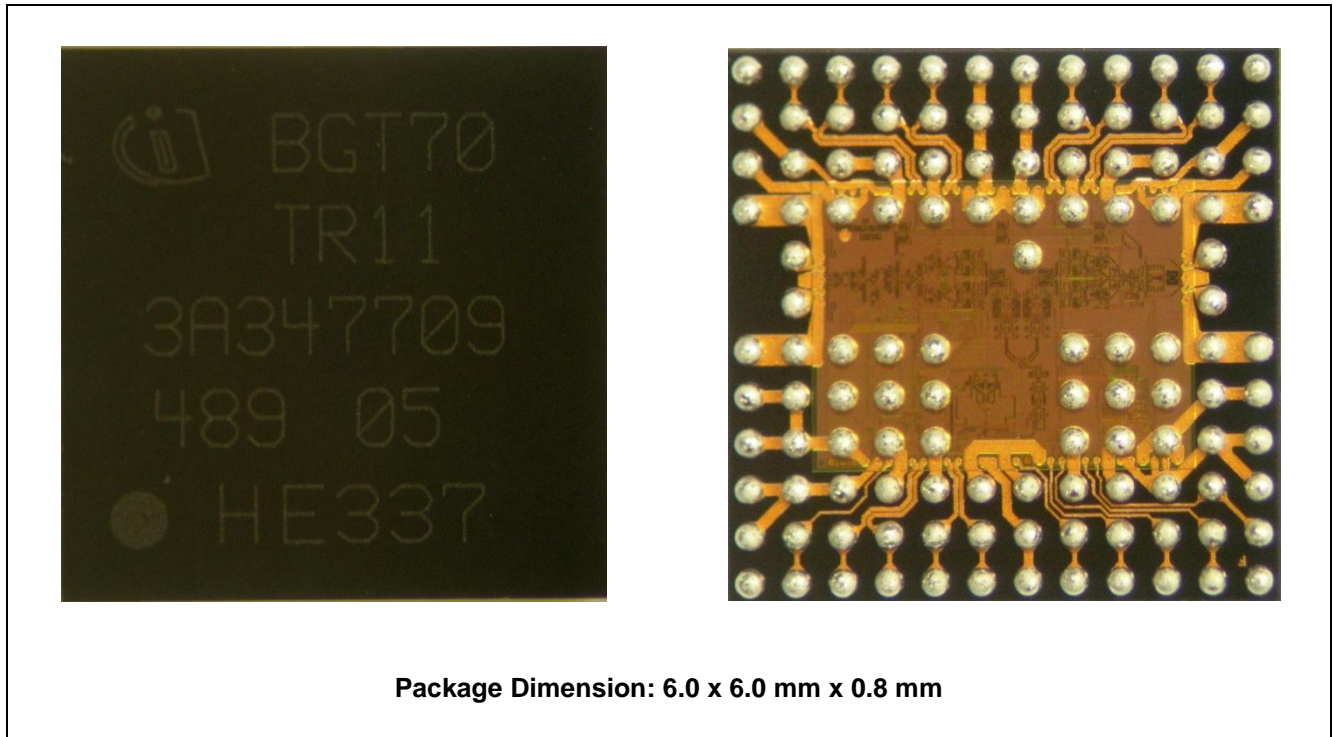 BGT70
TR11
3A347709
489 05
HE337
Package Dimension: 6.0 x 6.0 mm x 0.8 mm